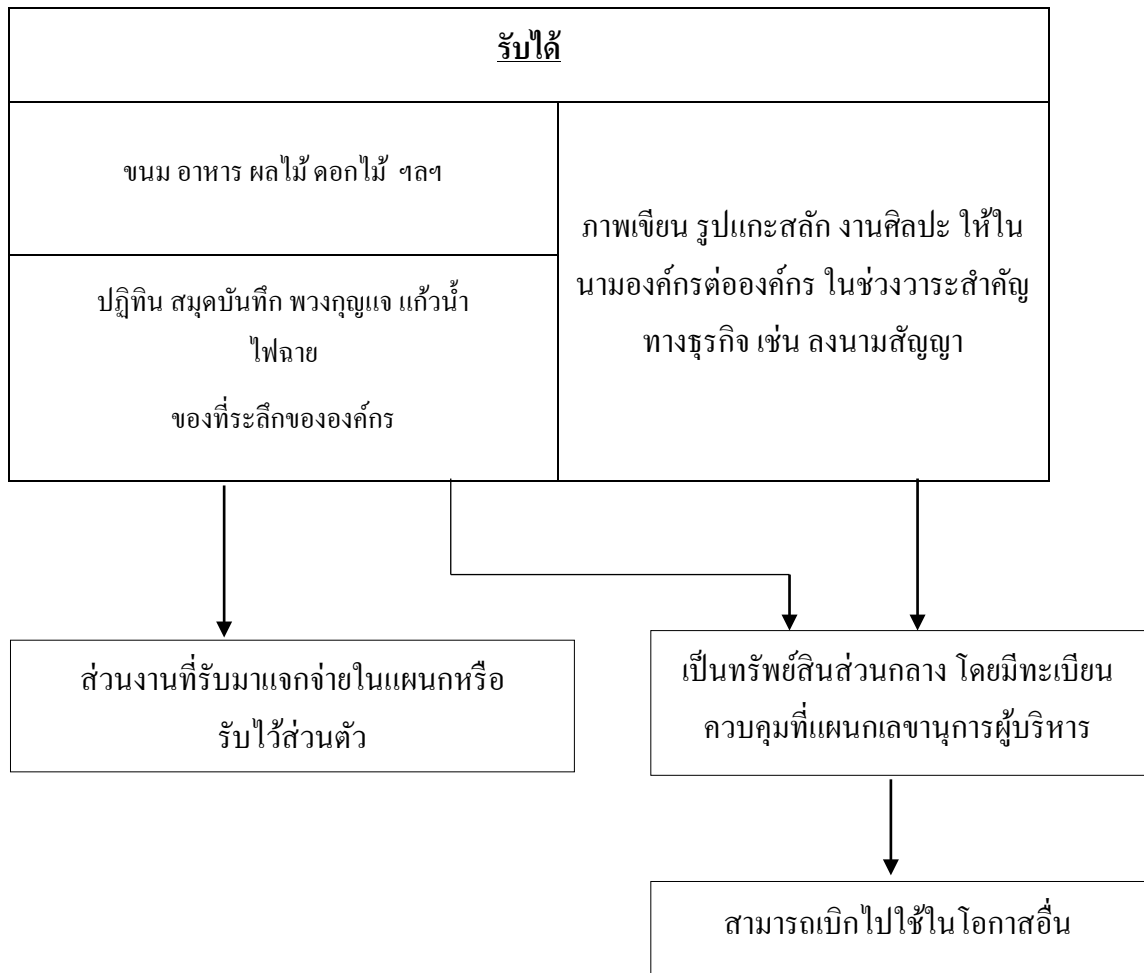 รับได้
ขนม อาหาร ผลไม้ ดอกไม้ ฯลฯ
ปฏิทิน สมุดบันทึก พวงกุญแจ แก้วน้ำ
ไฟฉาย
ของที่ระลึกขององค์กร
ภาพเขียน รูปแกะสลัก งานศิลปะ ให้ใน
นามองค์กรต่อองค์กร ในช่วงวาระสำคัญ
ทางธุรกิจ เช่น ลงนามสัญญา
ส่วนงานที่รับมาแจกจ่ายในแผนกหรือ
รับไว้ส่วนตัว
เป็นทรัพย์สินส่วนกลาง โดยมีทะเบียน
ควบคุมที่แผนกเลขานุการผู้บริหาร
สามารถเบิกไปใช้ในโอกาสอื่น